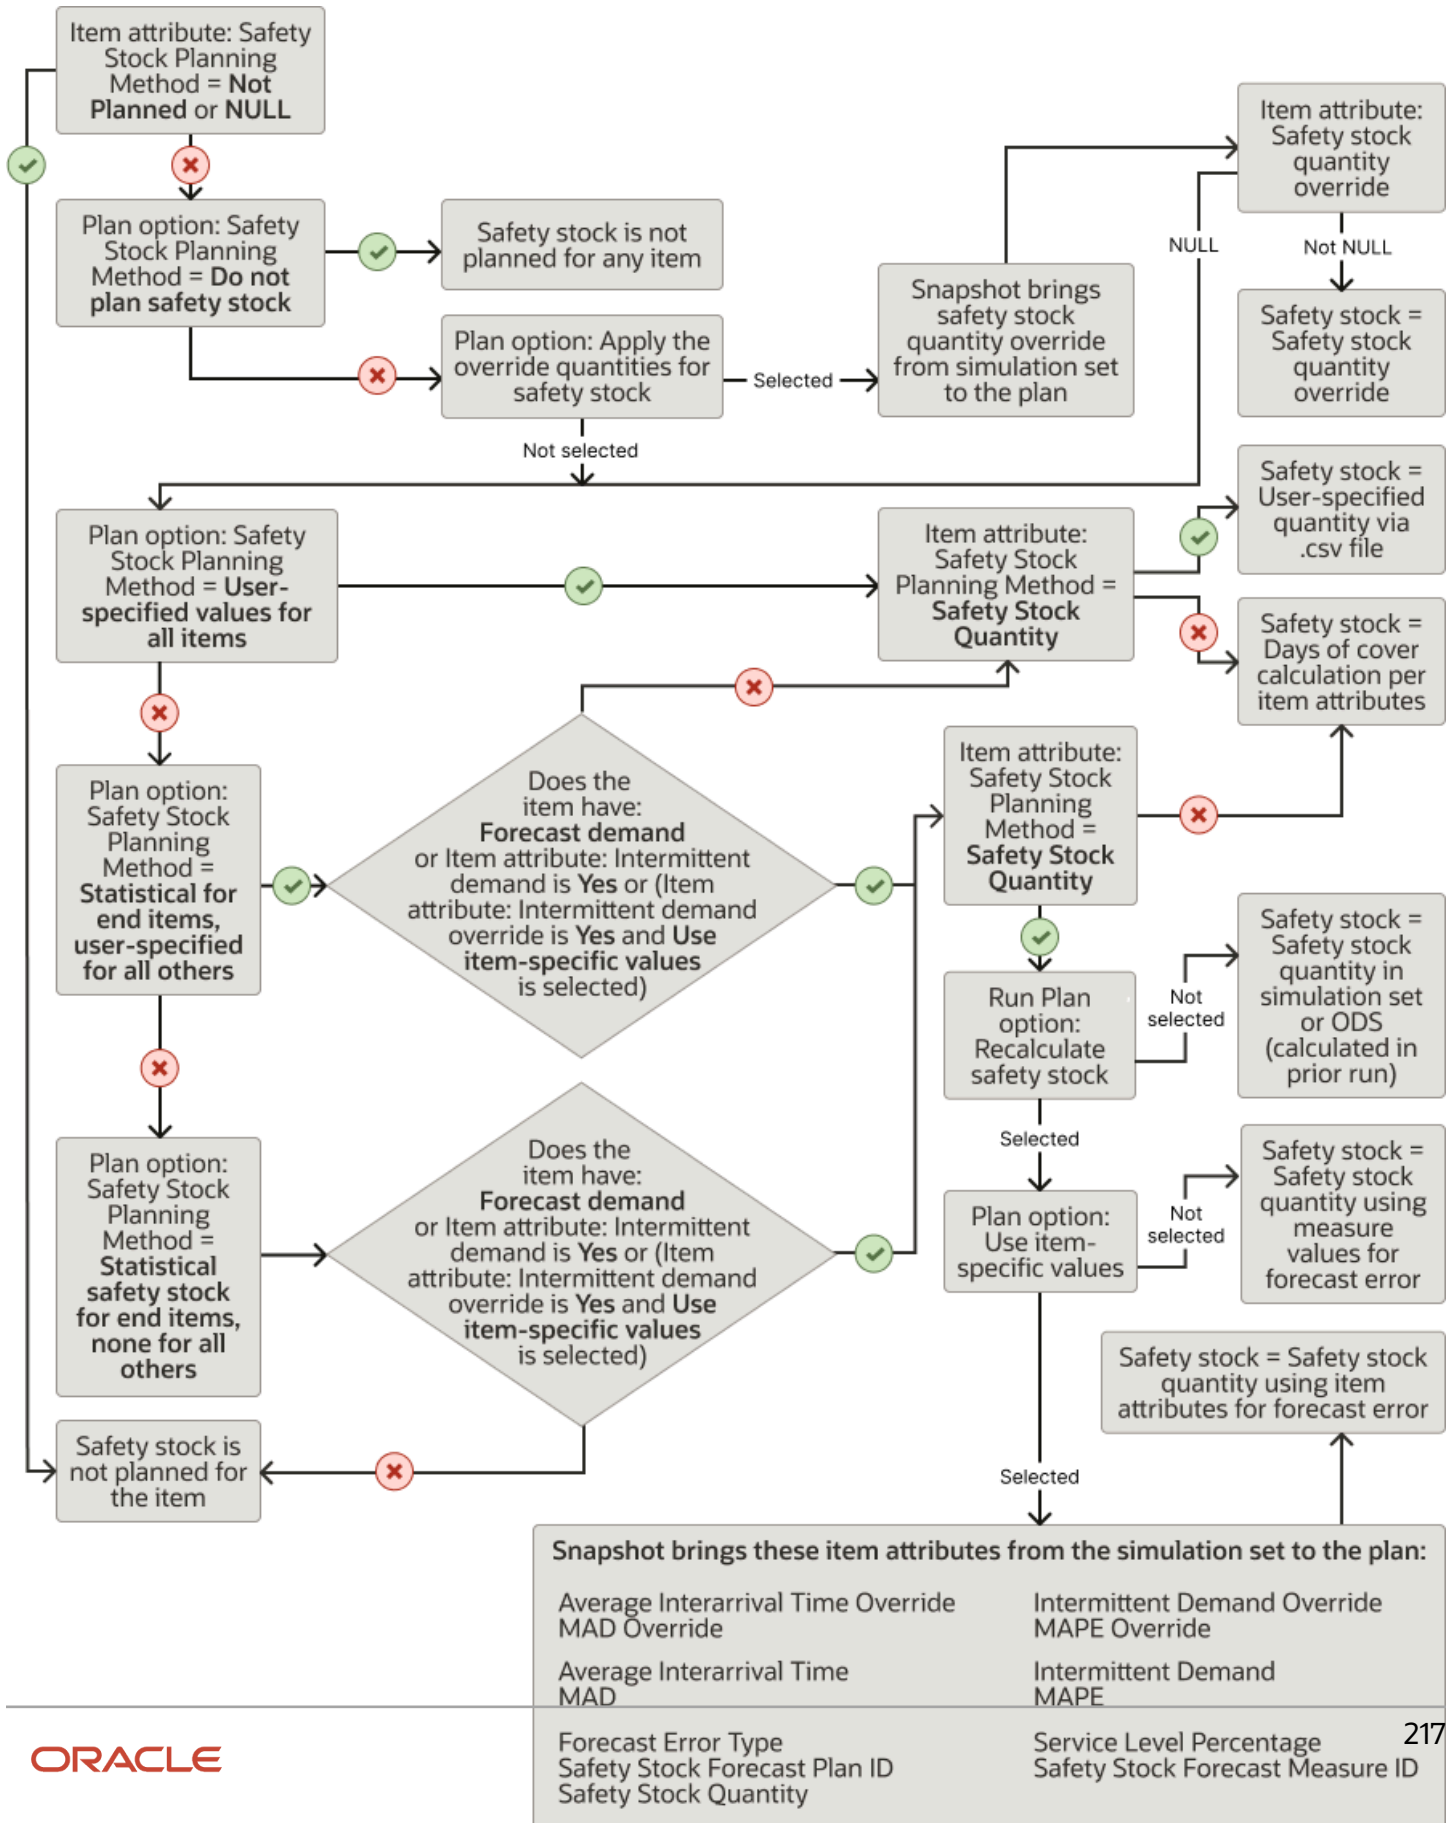 Item attribute: Safety
Stock Planning
Method = Not
Planned or NULL
Plan option: Safety
Stock Planning
Method = Do not
plan safety stock
Safety stock is not
planned for any item
Plan option: Apply the
override quantities for
safety stock
Selected
Not selected
Snapshot brings
safety stock
quantity override
from simulation set
to the plan
Item attribute:
Safety stock
quantity
override
NULL
Not NULL
Safety stock =
Safety stock
quantity
override
Plan option: Safety
Stock Planning
Method = User-
specified values for
all items
Item attribute:
Safety Stock
Planning Method =
Safety Stock
Quantity
Safety stock =
User-specified
quantity via
.csv file
Safety stock =
Days of cover
calculation per
item attributes
Plan option:
Safety Stock
Planning
Method =
Statistical for
end items,
user-specified
for all others
Does the
item have:
Forecast demand
or Item attribute: Intermittent
demand is Yes or (Item
attribute: Intermittent demand
override is Yes and Use
item-specific values
is selected)
Item attribute:
Safety Stock
Planning
Method =
Safety Stock
Quantity
Run Plan
option:
Recalculate
safety stock
Not
selected
Safety stock =
Safety stock
quantity in
simulation set
or ODS
(calculated in
prior run)
Selected
Plan option:
Safety Stock
Planning
Method =
Statistical
safety stock
for end items,
none for all
others
Does the
item have:
Forecast demand
or Item attribute: Intermittent
demand is Yes or (Item
attribute: Intermittent demand
override is Yes and Use
item-specific values
is selected)
Plan option:
Use item-
specific values
Not
selected
Safety stock =
Safety stock
quantity using
measure
values for
forecast error
Safety stock = Safety stock
quantity using item
attributes for forecast error
Safety stock is
not planned for
the item
Selected
Snapshot brings these item attributes from the simulation set to the plan:
Average Interarrival Time Override
MAD Override
Intermittent Demand Override
MAPE Override
Average Interarrival Time
MAD
Intermittent Demand
MAPE
Forecast Error Type
Safety Stock Forecast Plan ID
Safety Stock Quantity
Service Level Percentage
Safety Stock Forecast Measure ID
ORACLE
217